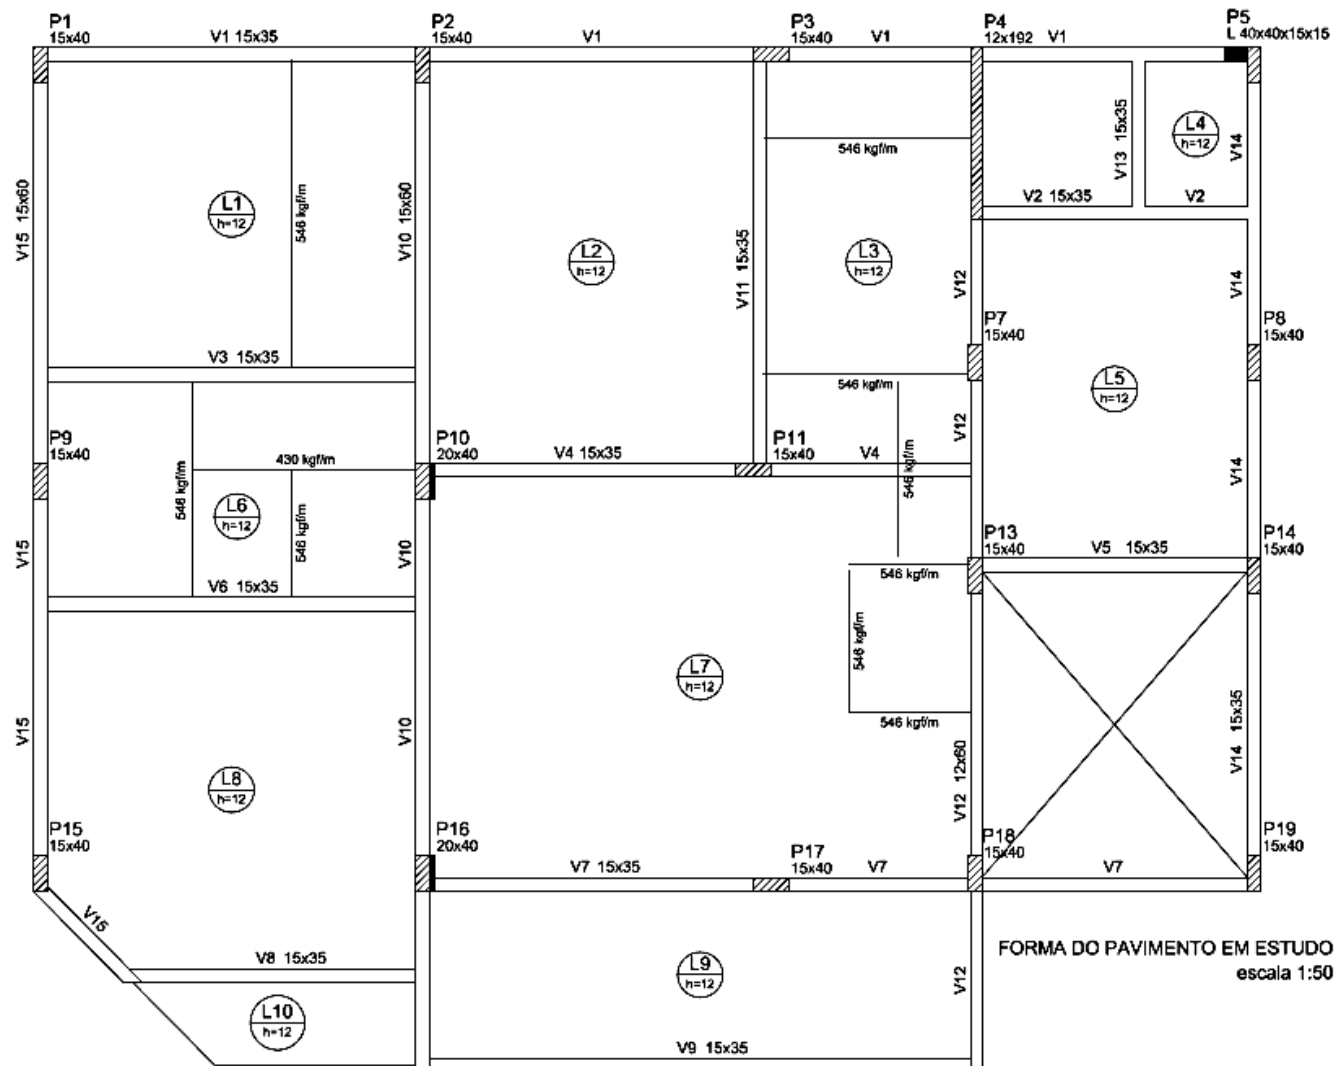 P1
15x40
V1 15x35
P2
15x40
V1
P3
15x40
V1
P4
12x192
V1
P5
L 40x40x15x15
V15 15x60
L1
h=12
546 kgf/m
V10 15x60
L2
h=12
V11 15x35
546 kgf/m
L3
h=12
V12
V13 15x35
L4
h=12
V14
V2 15x35
V2
V14
V3 15x35
546 kgf/m
P7
15x40
L5
h=12
P8
15x40
V12
V14
P9
15x40
546 kgf/m
430 kgf/m
L6
h=12
546 kgf/m
V15
V10
P10
20x40
V4 15x35
P11
15x40
V4
546 kgf/m
V6 15x35
P13
15x40
V5 15x35
P14
15x40
546 kgf/m
546 kgf/m
L7
h=12
546 kgf/m
V15
V10
L8
h=12
V12 12x60
V14 15x35
P15
15x40
P16
20x40
V7 15x35
P17
15x40
V7
P18
15x40
V7
P19
15x40
V15
V8 15x35
L9
h=12
V12
FORMA DO PAVIMENTO EM ESTUDO
escala 1:50
L10
h=12
V9 15x35